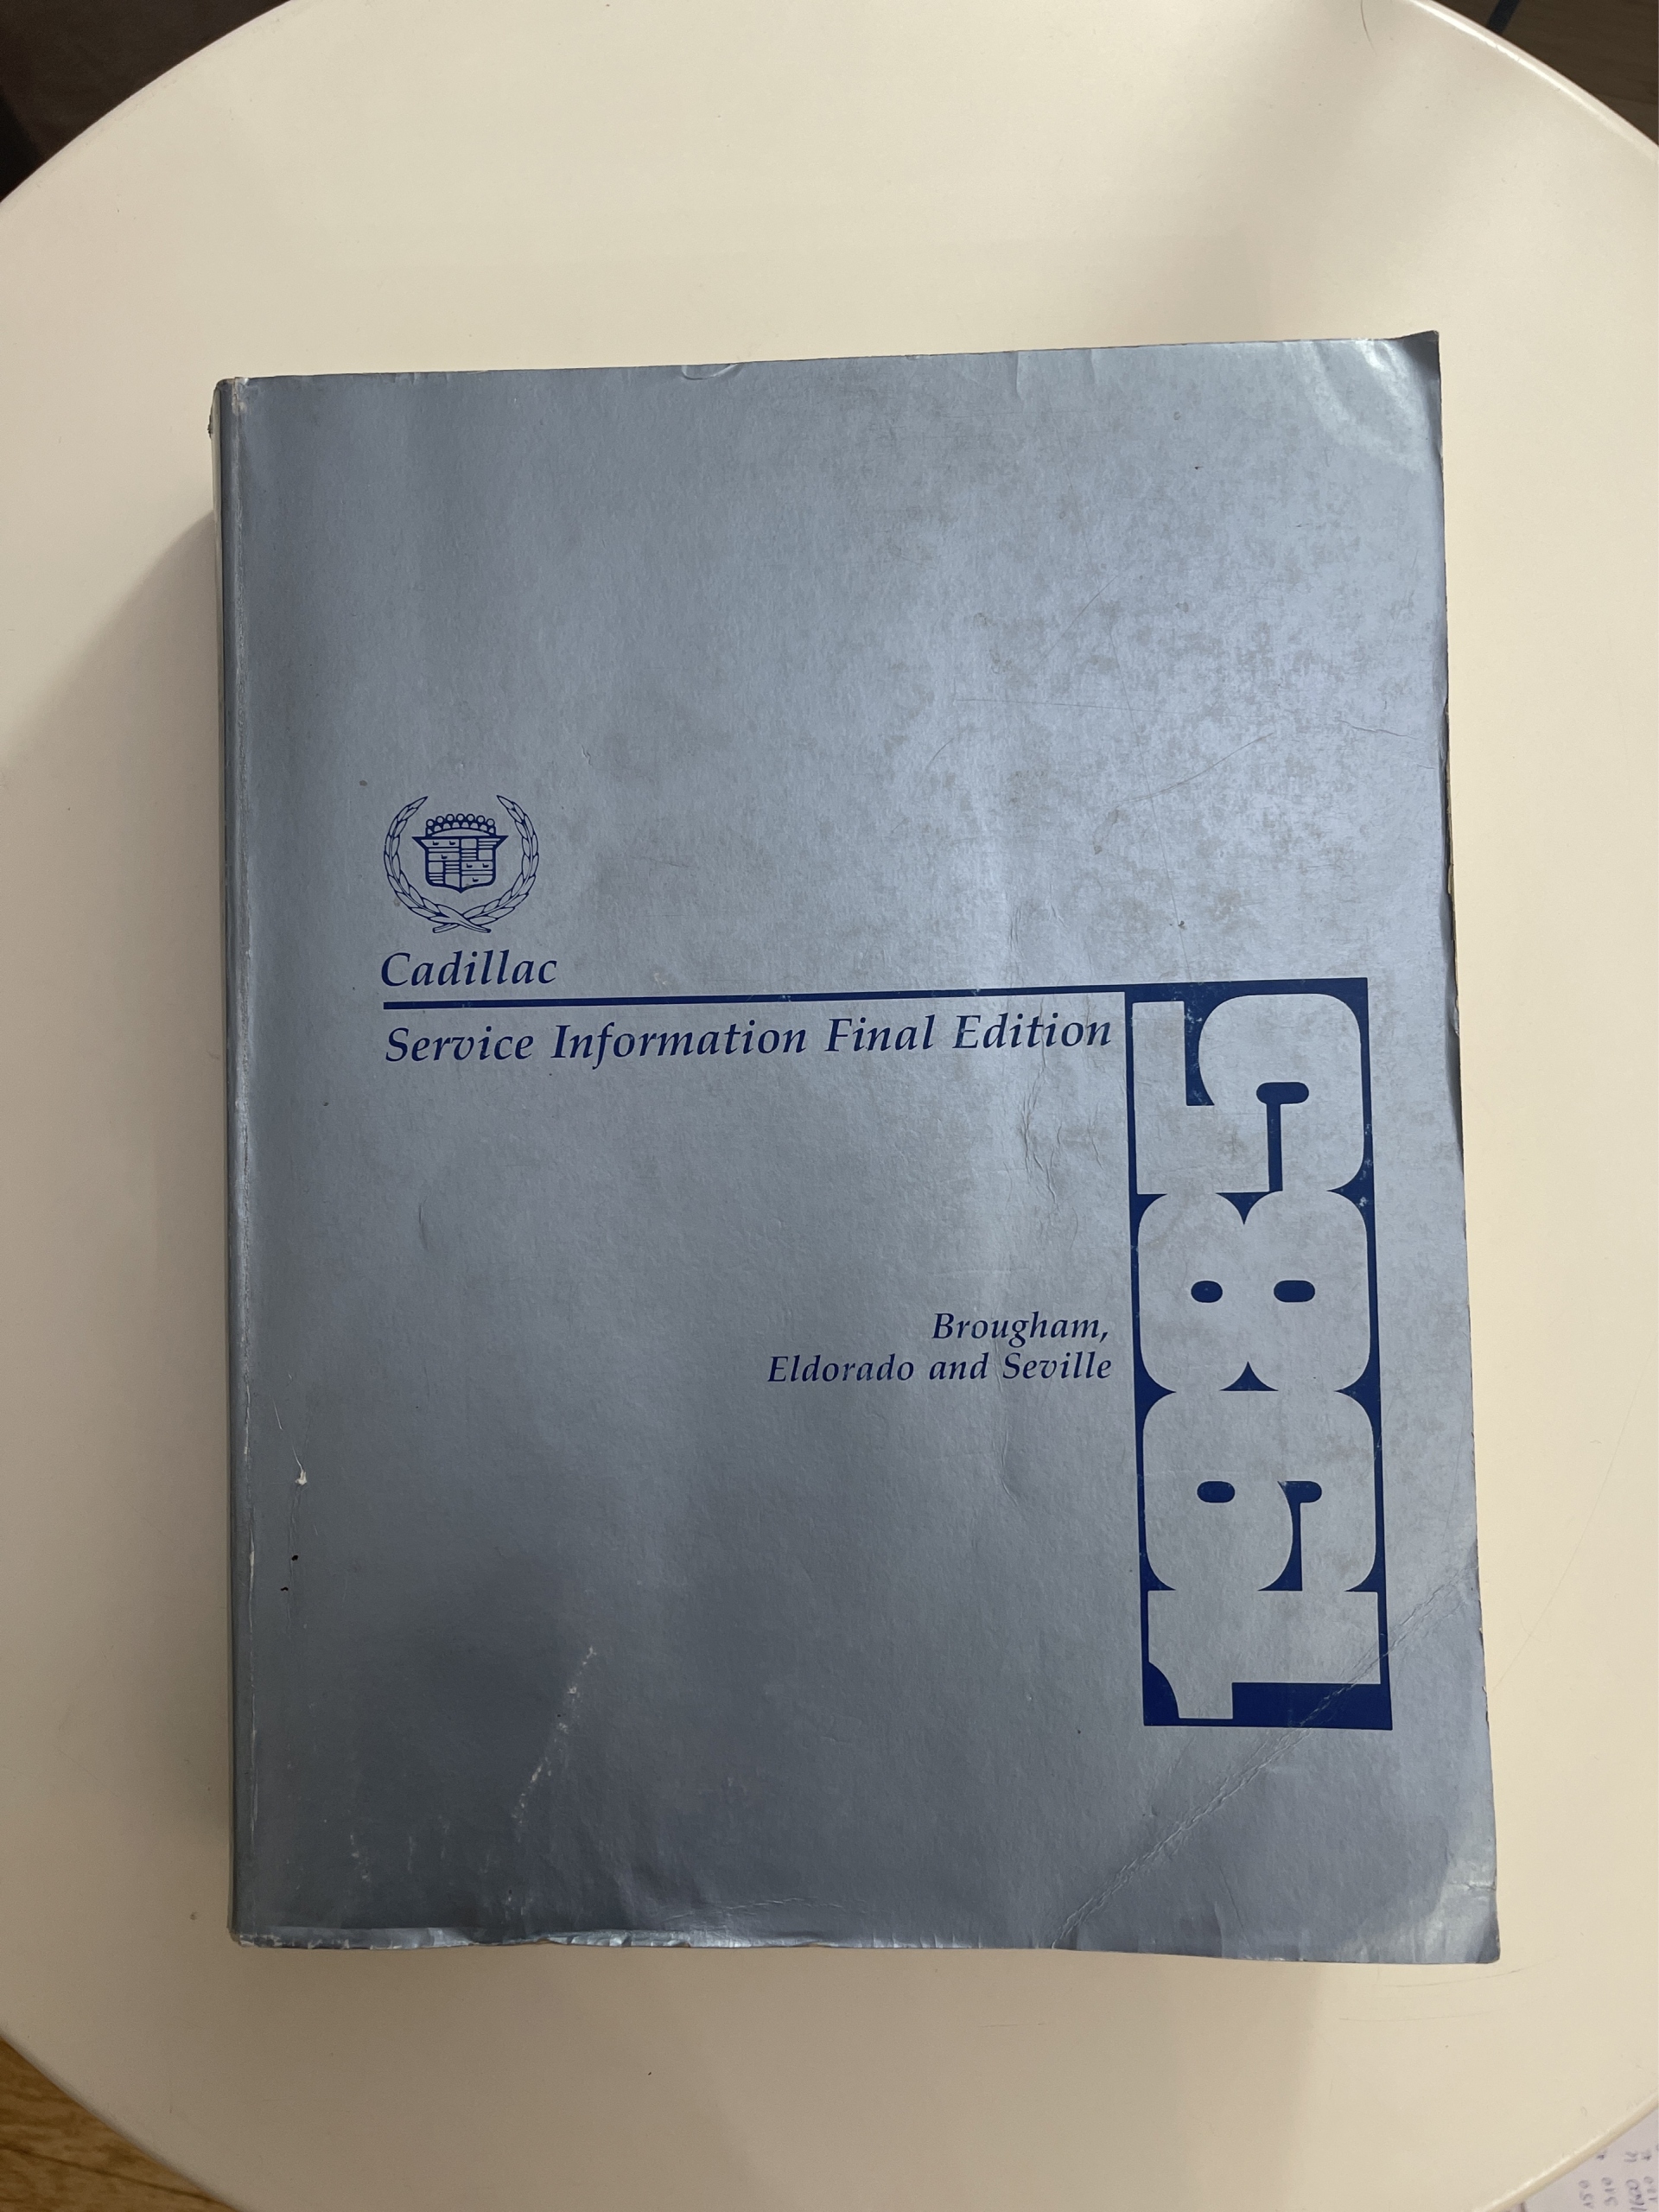 Cadillac
Service Information Final Edition
1985
Brougham,
Eldorado and Seville